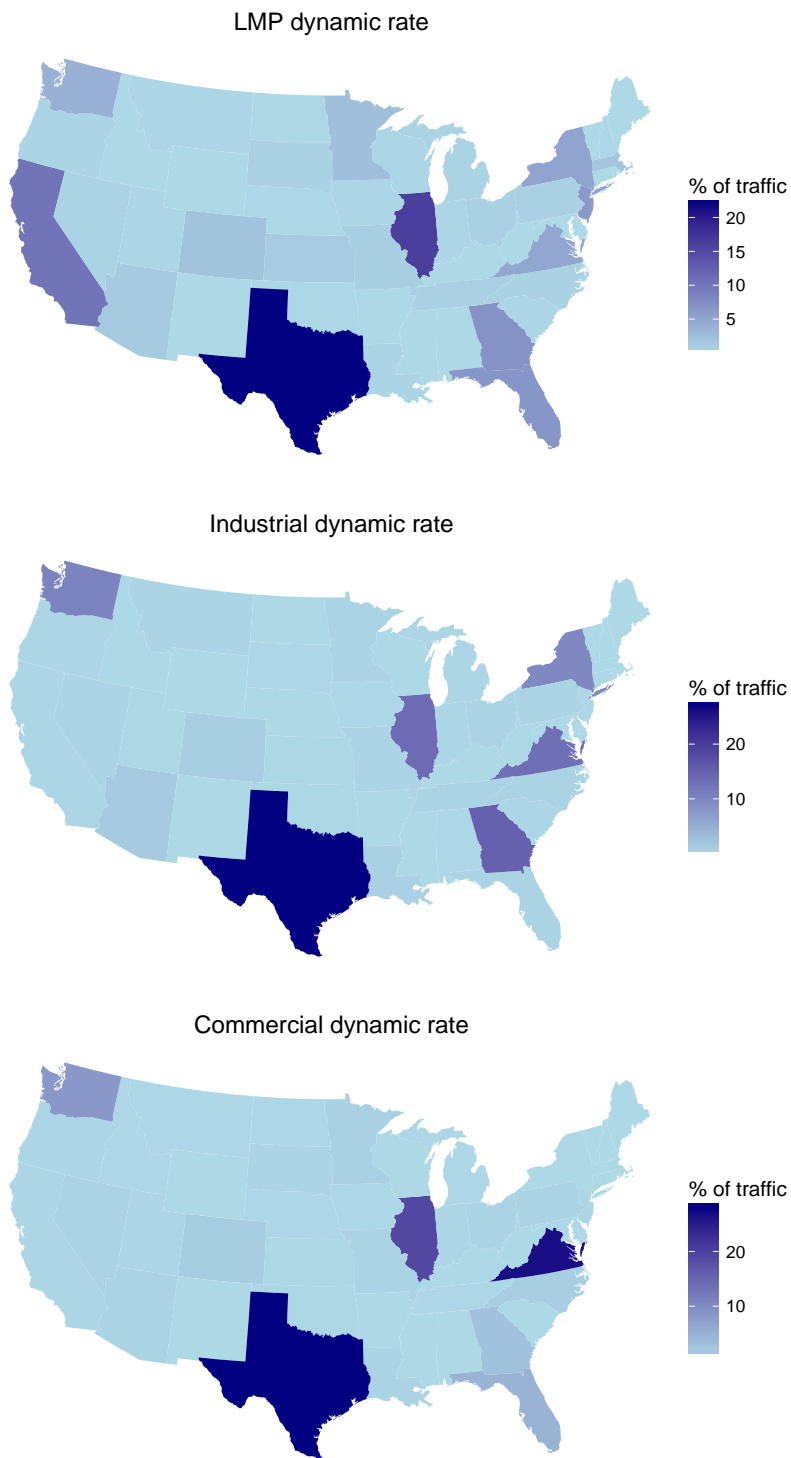 LMP dynamic rate
% of traffic
20
15
10
5
Industrial dynamic rate
% of traffic
20
10
Commercial dynamic rate
% of traffic
20
10